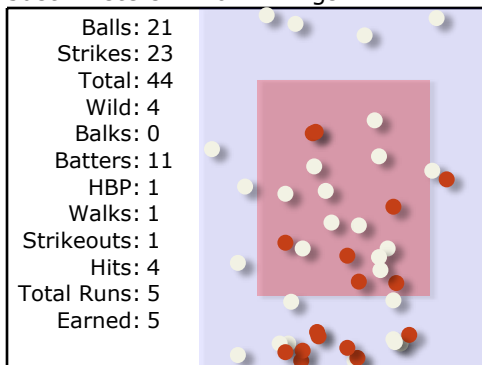 Balls: 21
Strikes: 23
Total: 44
Wild: 4
Balks: 0
Batters: 11
HBP: 1
Walks: 1
Strikeouts: 1
Hits: 4
Total Runs: 5
Earned: 5